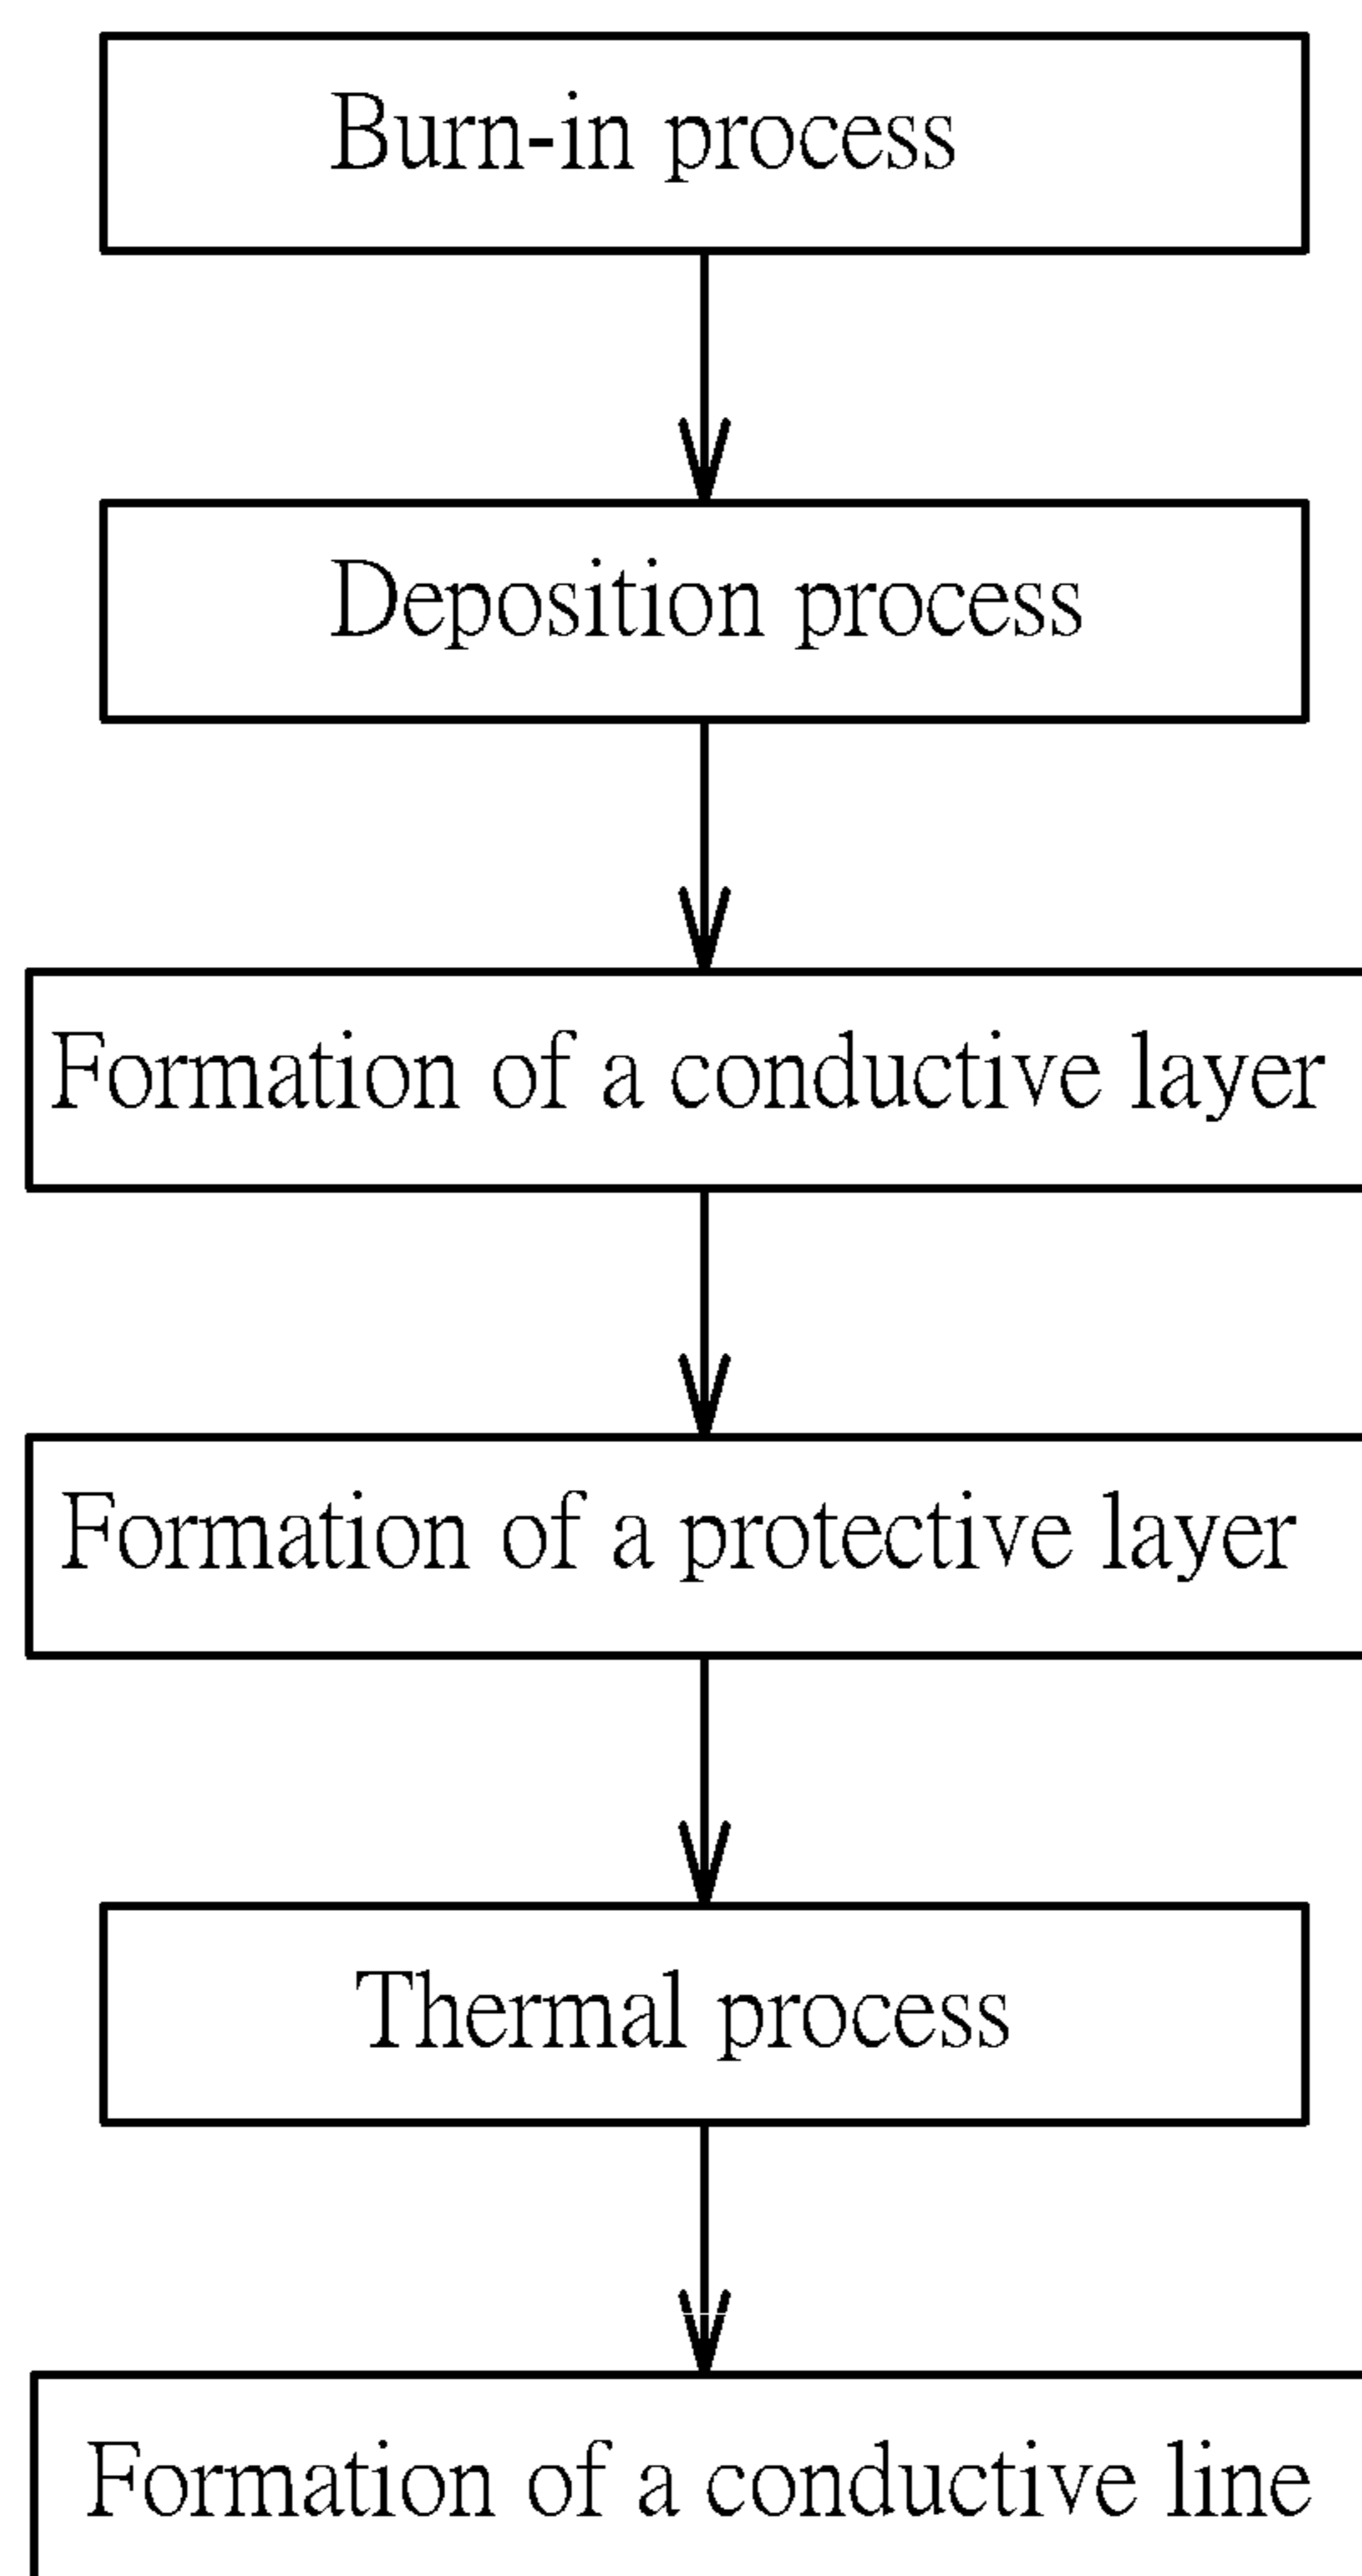 Burn-in process
Deposition process
Formation of a conductive layer
Formation of a protective layer
Thermal process
Formation of a conductive line